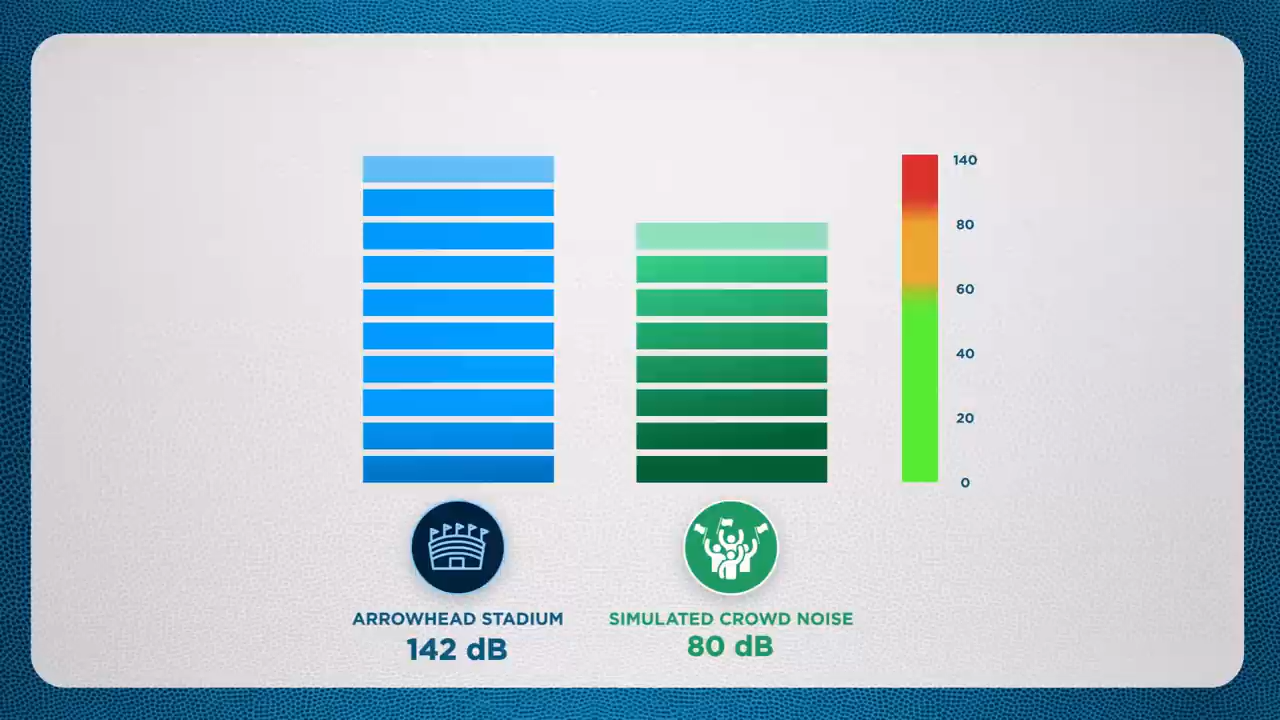 140
80
60
40
20
0
ARROWHEAD STADIUM
142 dB
SIMULATED CROWD NOISE
80 dB